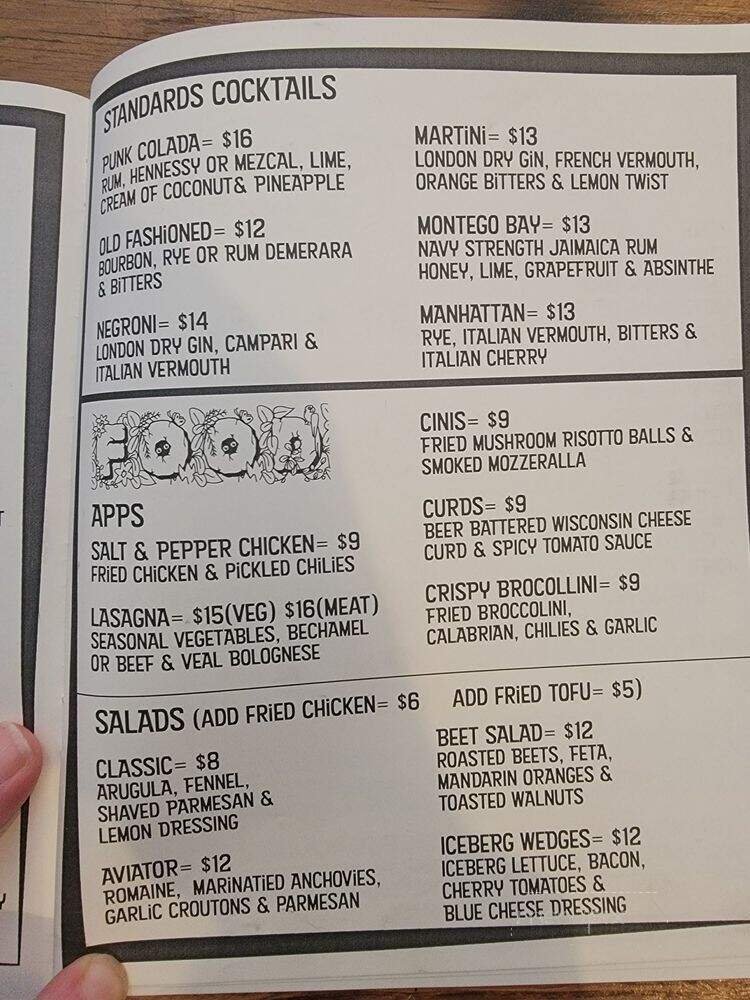 STANDARDS COCKTAILS
PUNK COLADA= $16
RUM, HENNESSY OR MEZCAL, LIME,
CREAM OF COCONUT& PINEAPPLE
OLD FASHIONED= $12
BOURBON, RYE OR RUM DEMERARA
& BITTERS
NEGRONI= $14
LONDON DRY GIN, CAMPARI &
ITALIAN VERMOUTH
MARTINI= $13
LONDON DRY GIN, FRENCH VERMOUTH,
ORANGE BITTERS & LEMON TWIST
MONTEGO BAY= $13
NAVY STRENGTH JAIMAICA RUM
HONEY, LIME, GRAPEFRUIT & ABSINTHE
MANHATTAN= $13
RYE, ITALIAN VERMOUTH, BITTERS &
ITALIAN CHERRY
FOOD
APPS
SALT & PEPPER CHICKEN= $9
FRIED CHICKEN & PICKLED CHILIES
LASAGNA= $15(VEG) $16(MEAT)
SEASONAL VEGETABLES, BECHAMEL
OR BEEF & VEAL BOLOGNESE
CINIS= $9
FRIED MUSHROOM RISOTTO BALLS &
SMOKED MOZZERALLA
CURDS= $9
BEER BATTERED WISCONSIN CHEESE
CURD & SPICY TOMATO SAUCE
CRISPY BROCOLLINI= $9
FRIED BROCCOLINI,
CALABRIAN, CHILIES & GARLIC
SALADS (ADD FRIED CHICKEN= $6 ADD FRIED TOFU= $5)
CLASSIC= $8
ARUGULA, FENNEL,
SHAVED PARMESAN &
LEMON DRESSING
AVIATOR= $12
ROMAINE, MARINATIED ANCHOVIES,
GARLIC CROUTONS & PARMESAN
BEET SALAD= $12
ROASTED BEETS, FETA,
MANDARIN ORANGES &
TOASTED WALNUTS
ICEBERG WEDGES= $12
ICEBERG LETTUCE, BACON,
CHERRY TOMATOES &
BLUE CHEESE DRESSING